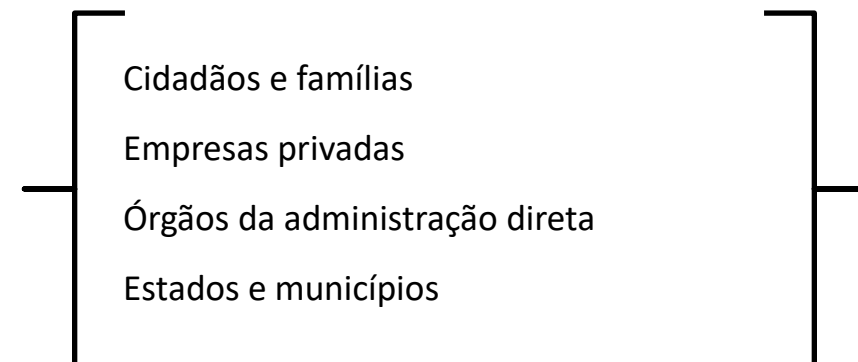 Cidadãos e famílias
Empresas privadas
Órgãos da administração direta
Estados e municípios